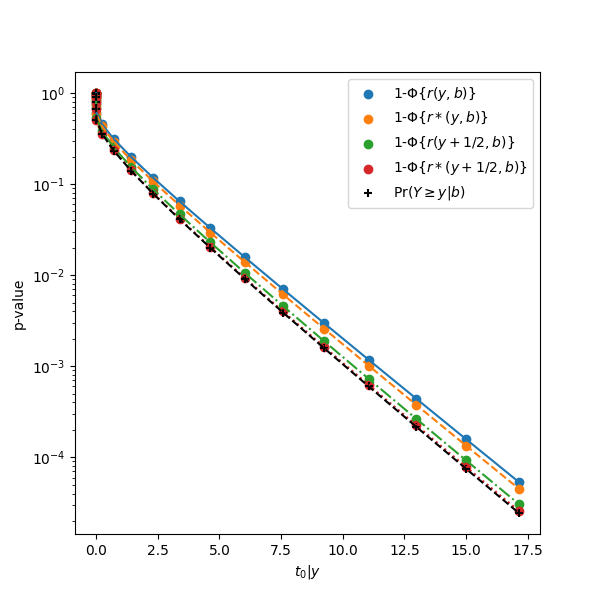 1-Φ{r(y, b)}
1-Φ{r * (y, b)}
1-Φ{r(y + 1/2, b)}
1-Φ{r * (y + 1/2, b)}
Pr(Y ≥ y|b)
p-value
10⁰
10⁻¹
10⁻²
10⁻³
10⁻⁴
0.0 2.5 5.0 7.5 10.0 12.5 15.0 17.5
t₀|y